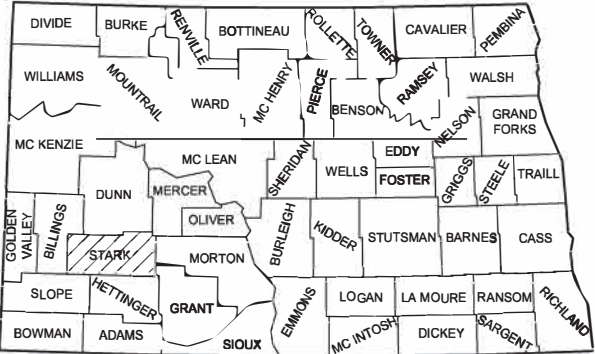 DIVIDE
BURKE
RENVILLE
BOTTINEAU
ROLLETTE
TOWNER
CAVALIER
PEMBINA
WILLIAMS
MOUNTRAIL
WARD
MC HENRY
PIERCE
BENSON
RAMSEY
WALSH
NELSON
GRAND
FORKS
MC KENZIE
MC LEAN
SHERIDAN
WELLS
EDDY
FOSTER
GRIGGS
STEELE
TRAILL
DUNN
MERCER
OLIVER
GOLDEN
VALLEY
BILLINGS
STARK
MORTON
BURLEIGH
KIDDER
STUTSMAN
BARNES
CASS
SLOPE
HETTINGER
GRANT
EMMONS
LOGAN
LA MOURE
RANSOM
RICHLAND
BOWMAN
ADAMS
SIOUX
MC INTOSH
DICKEY
SARGENT